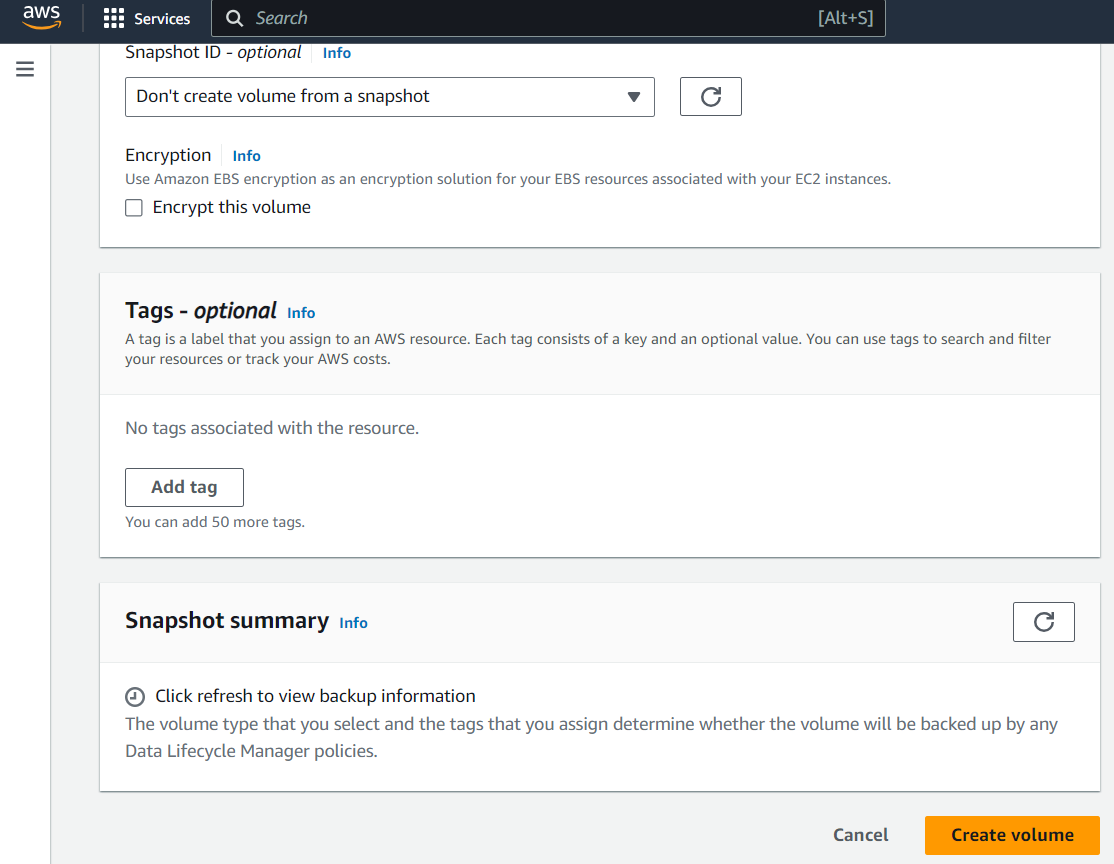 aws Services Search [Alt+S]
Snapshot ID - optional Info
Don't create volume from a snapshot
Encryption Info
Use Amazon EBS encryption as an encryption solution for your EBS resources associated with your EC2 instances.
Encrypt this volume
Tags - optional Info
A tag is a label that you assign to an AWS resource. Each tag consists of a key and an optional value. You can use tags to search and filter
your resources or track your AWS costs.
No tags associated with the resource.
Add tag
You can add 50 more tags.
Snapshot summary Info
Click refresh to view backup information
The volume type that you select and the tags that you assign determine whether the volume will be backed up by any
Data Lifecycle Manager policies.
Cancel Create volume